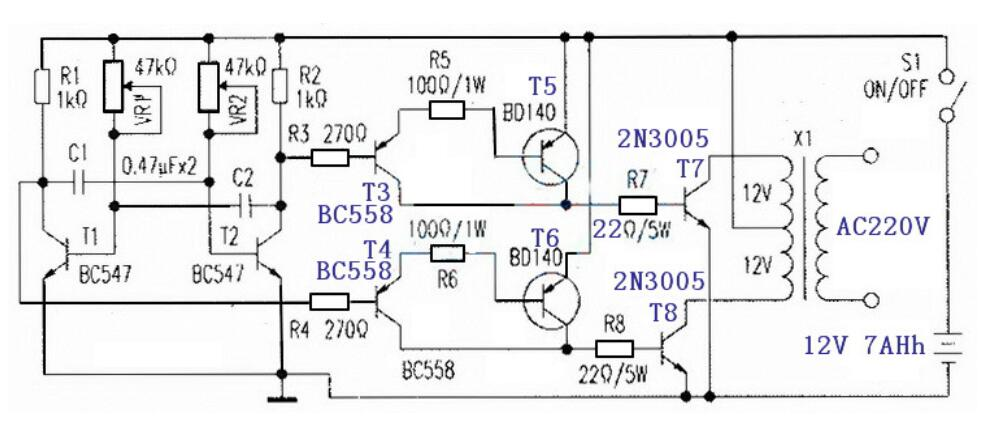 R1
1kΩ
47kΩ
VR1
47kΩ
VR2
R2
1kΩ
R5
100Ω/1W
T5
BD140
S1
ON/OFF
R3 270Ω
2N3005
T7
X1
C1
0.47µFx2
C2
T3
BC558
R7
22Ω/5W
12V
AC220V
T1
BC547
T2
BC547
T4
BC558
100Ω/1W
R6
T6
BD140
12V
2N3005
T8
R4 270Ω
BC558
R8
22Ω/5W
12V 7AHh